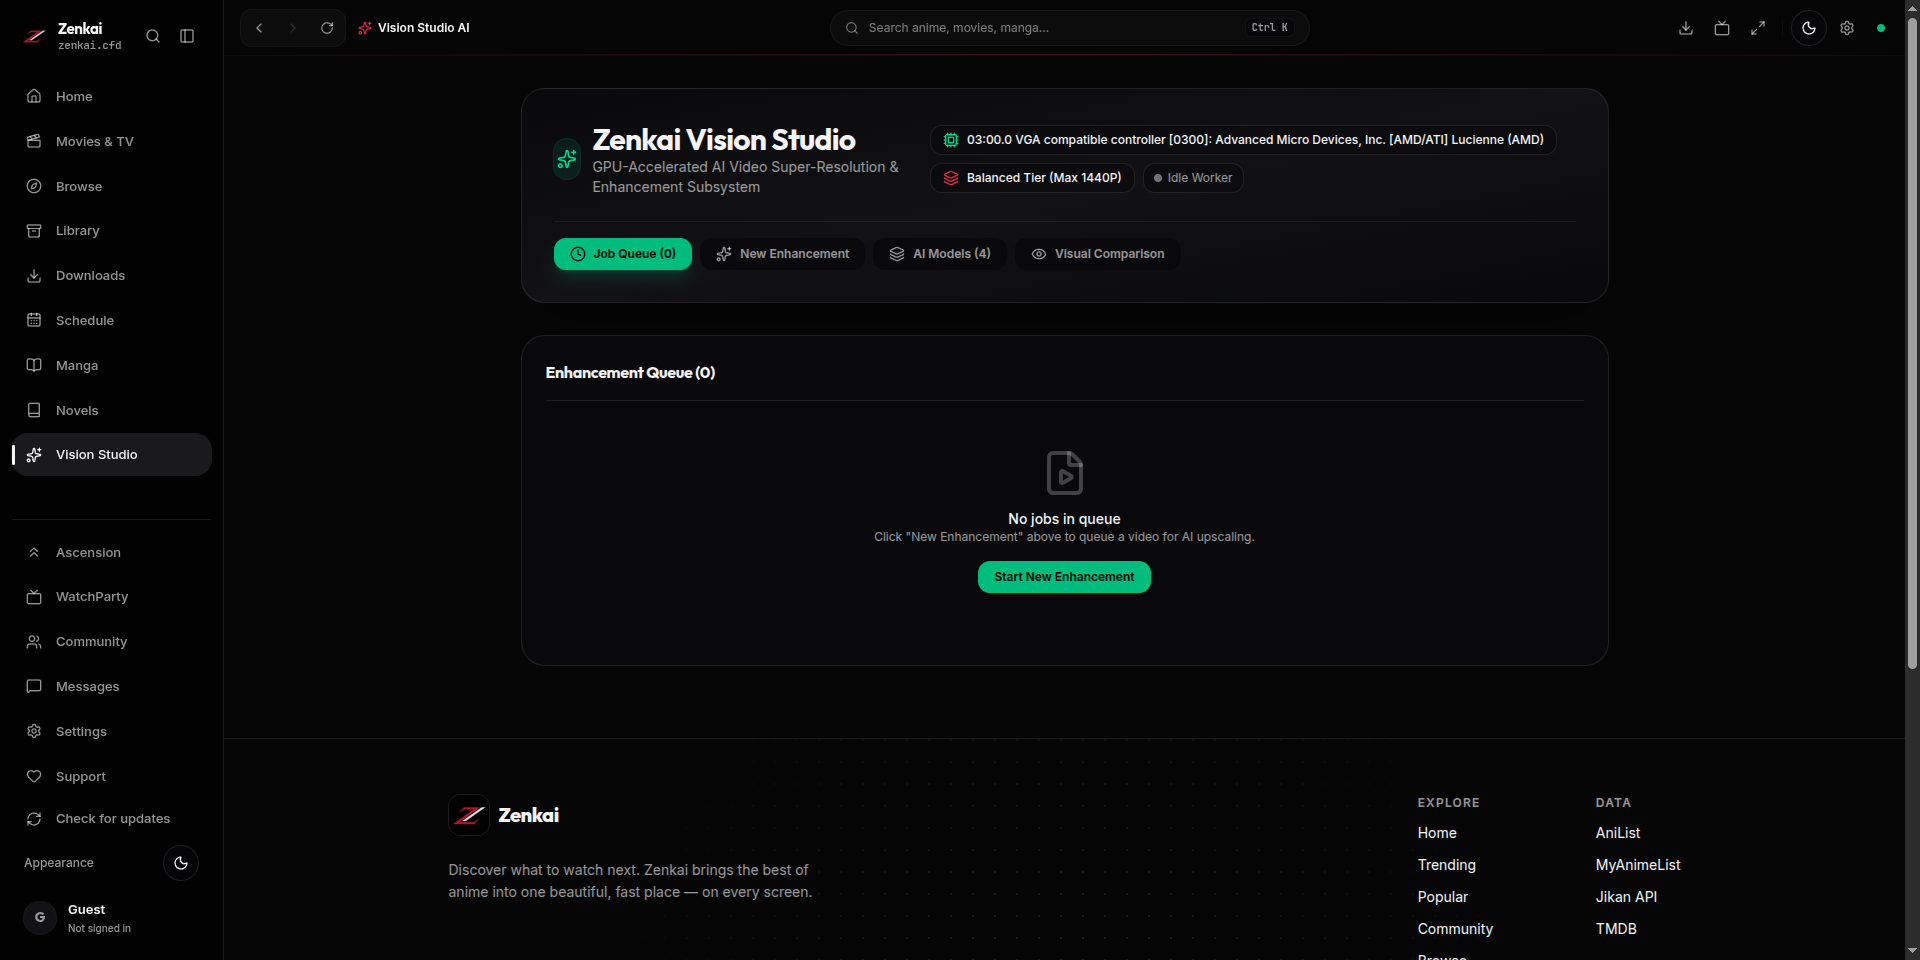 Zenkai
zenkai.cfd
Home
Movies & TV
Browse
Library
Downloads
Schedule
Manga
Novels
Vision Studio
Ascension
WatchParty
Community
Messages
Settings
Support
Check for updates
Appearance
G
Guest
Not signed in
Vision Studio AI
Search anime, movies, manga...
Ctrl K
Zenkai Vision Studio
GPU-Accelerated AI Video Super-Resolution &
Enhancement Subsystem
03:00.0 VGA compatible controller [0300]: Advanced Micro Devices, Inc. [AMD/ATI] Lucienne (AMD)
Balanced Tier (Max 1440P)
Idle Worker
Job Queue (0)
New Enhancement
AI Models (4)
Visual Comparison
Enhancement Queue (0)
No jobs in queue
Click "New Enhancement" above to queue a video for AI upscaling.
Start New Enhancement
Zenkai
Discover what to watch next. Zenkai brings the best of
anime into one beautiful, fast place — on every screen.
EXPLORE
Home
Trending
Popular
Community
Browse
DATA
AniList
MyAnimeList
Jikan API
TMDB